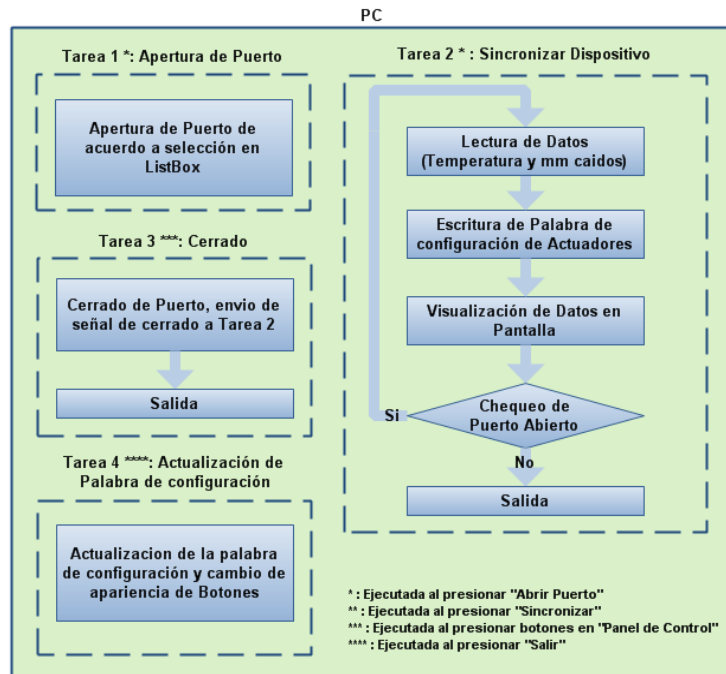 PC
Tarea 1 *: Apertura de Puerto
Apertura de Puerto de
acuerdo a selección en
ListBox
Tarea 3 ***: Cerrado
Cerrado de Puerto, envio de
señal de cerrado a Tarea 2
Salida
Tarea 4 ****: Actualización de
Palabra de configuración
Actualizacion de la palabra
de configuración y cambio de
apariencia de Botones
Tarea 2 * : Sincronizar Dispositivo
Lectura de Datos
(Temperatura y mm caidos)
Escritura de Palabra de
configuración de Actuadores
Visualización de Datos en
Pantalla
Chequeo de
Puerto Abierto
Si
No
Salida
* : Ejecutada al presionar "Abrir Puerto"
** : Ejecutada al presionar "Sincronizar"
*** : Ejecutada al presionar botones en "Panel de Control"
**** : Ejecutada al presionar "Salir"